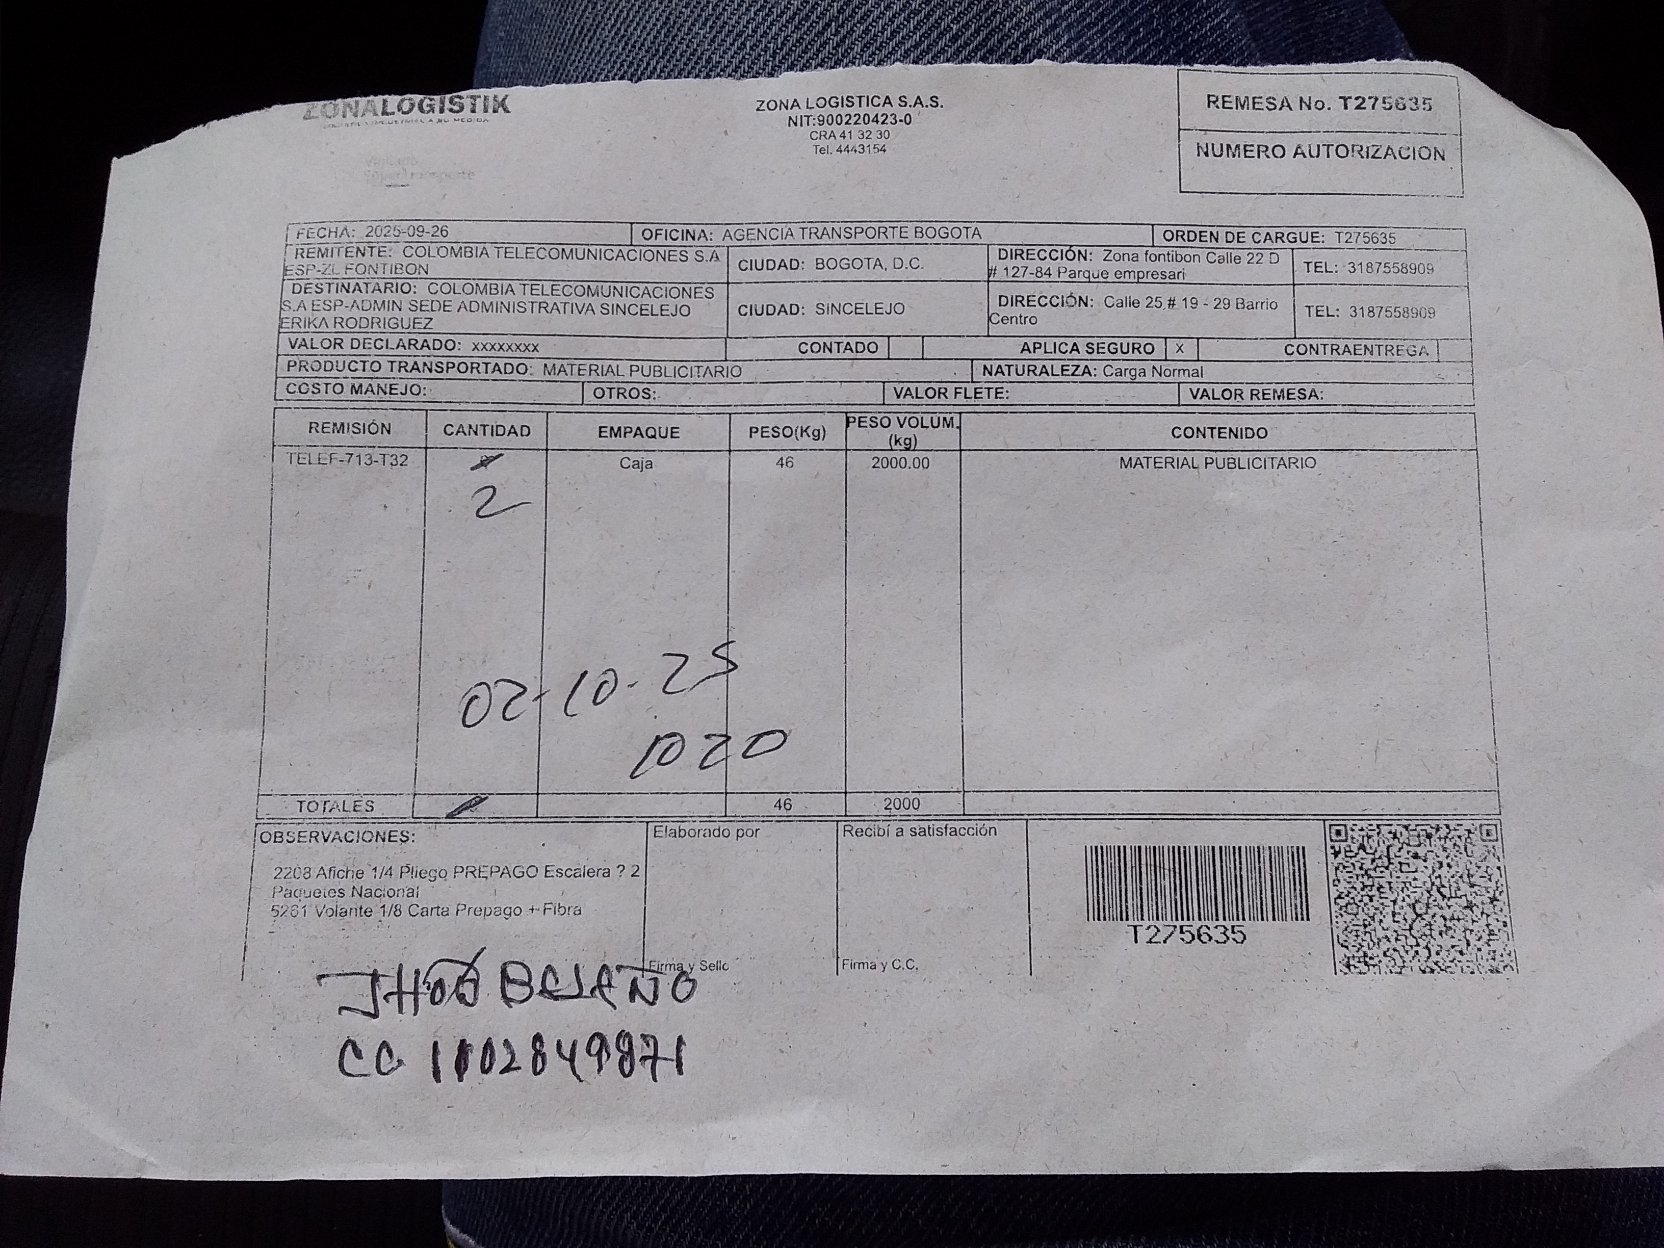 ZONALOGISTIK
ZONA LOGISTICA S.A.S.
NIT:900220423-0
CRA 41 32 30
Tel. 4443154
REMESA No. T275635
NUMERO AUTORIZACION
Vigilado
Supertransporte
FECHA: 2025-09-26 OFICINA: AGENCIA TRANSPORTE BOGOTA ORDEN DE CARGUE: T275635
REMITENTE: COLOMBIA TELECOMUNICACIONES S.A
ESP-ZL FONTIBON
CIUDAD: BOGOTA, D.C.
DIRECCIÓN: Zona fontibon Calle 22 D
# 127-84 Parque empresari
TEL: 3187558909
DESTINATARIO: COLOMBIA TELECOMUNICACIONES
S.A ESP-ADMIN SEDE ADMINISTRATIVA SINCELEJO
ERIKA RODRIGUEZ
CIUDAD: SINCELEJO
DIRECCIÓN: Calle 25 # 19 - 29 Barrio
Centro
TEL: 3187558909
VALOR DECLARADO: xxxxxxxx CONTADO APLICA SEGURO X CONTRAENTREGA
PRODUCTO TRANSPORTADO: MATERIAL PUBLICITARIO NATURALEZA: Carga Normal
COSTO MANEJO: OTROS: VALOR FLETE: VALOR REMESA:
REMISIÓN CANTIDAD EMPAQUE PESO(Kg) PESO VOLUM. (kg) CONTENIDO
TELEF-713-T32 Caja 46 2000.00 MATERIAL PUBLICITARIO
2
02-10-25
1020
TOTALES 46 2000
OBSERVACIONES:
2208 Afiche 1/4 Pliego PREPAGO Escalera ? 2
Paquetes Nacional
5261 Volante 1/8 Carta Prepago + Fibra
Elaborado por
Firma y Sello
Recibí a satisfacción
Firma y C.C.
T275635
BELEÑO
CC 1102849871